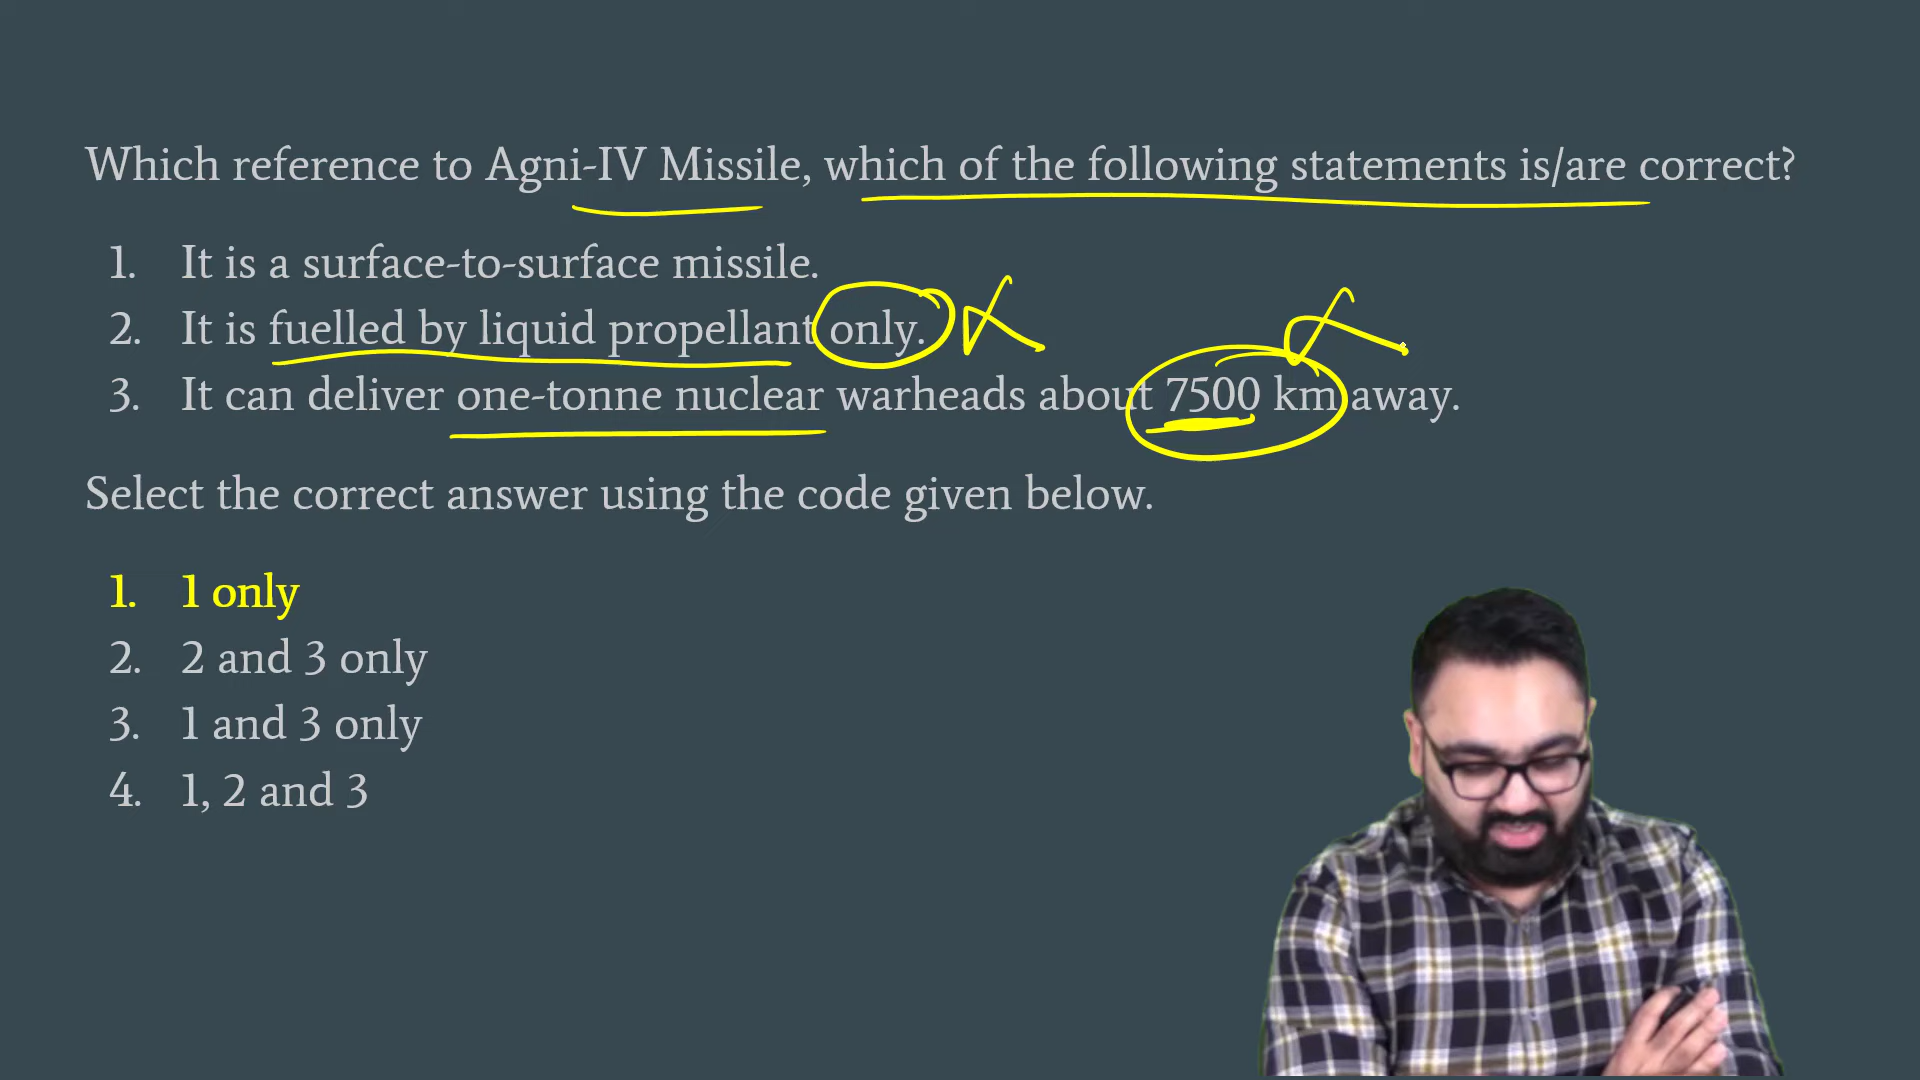 Which reference to Agni-IV Missile, which of the following statements is/are correct?
1. It is a surface-to-surface missile.
2. It is fuelled by liquid propellant only.
3. It can deliver one-tonne nuclear warheads about 7500 km away.
Select the correct answer using the code given below.
1. 1 only
2. 2 and 3 only
3. 1 and 3 only
4. 1, 2 and 3